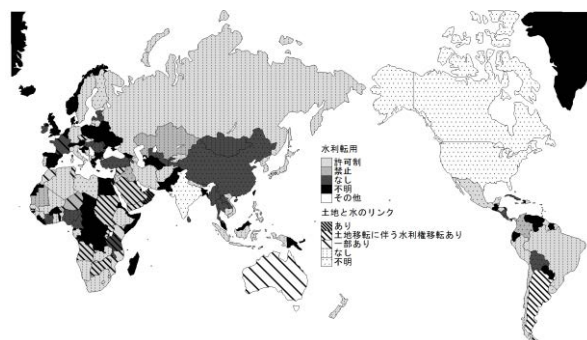 水利転用
許可制
禁止
なし
不明
その他
土地と水のリンク
あり
土地移転に伴う水利権移転あり
一部あり
なし
不明